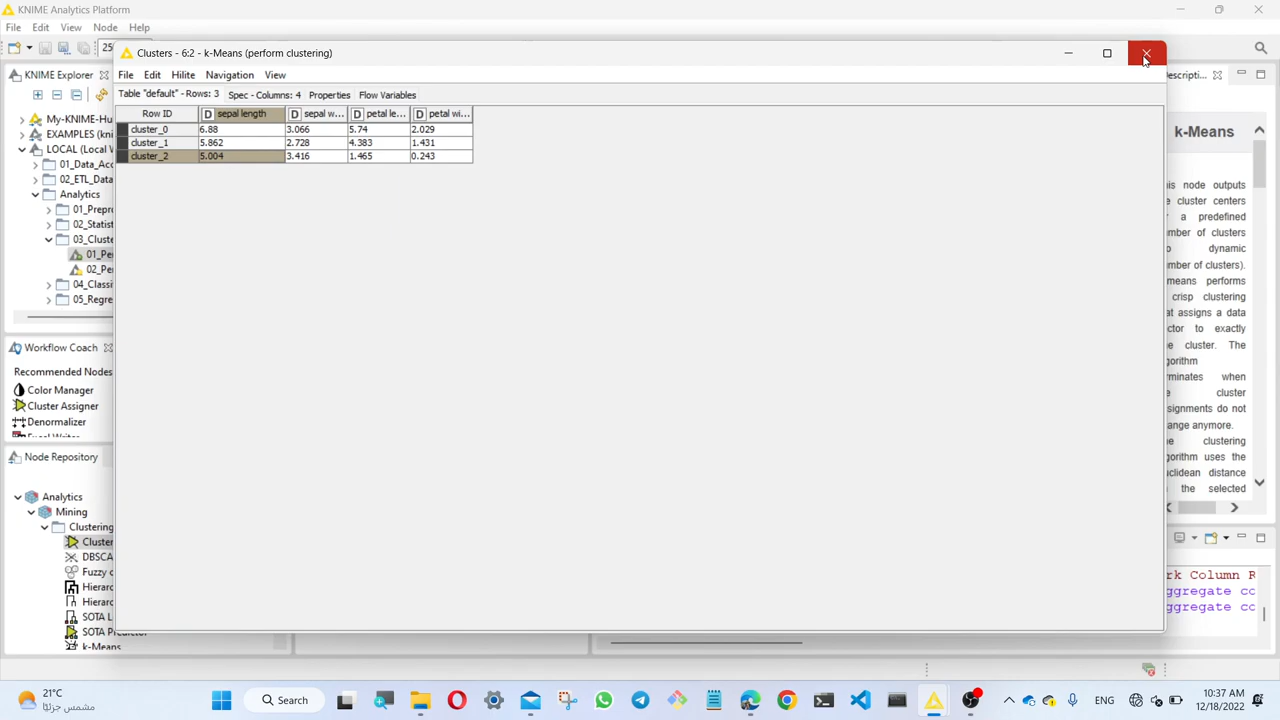 KNIME Analytics Platform
File Edit View Node Help
Clusters - 6:2 - k-Means (perform clustering)
File Edit Hilite Navigation View
Table "default" - Rows: 3 Spec - Columns: 4 Properties Flow Variables
Row ID D sepal length D sepal w... D petal le... D petal wi...
cluster_0 6.88 3.066 5.74 2.029
cluster_1 5.862 2.728 4.383 1.431
cluster_2 5.004 3.416 1.465 0.243
KNIME Explorer
My-KNIME-Hu
EXAMPLES (kni
LOCAL (Local W
01_Data_Acc
02_ETL_Data
Analytics
01_Prepr
02_Statist
03_Cluste
01_Pe
02_Pe
04_Classi
05_Regre
Workflow Coach
Recommended Nodes
Color Manager
Cluster Assigner
Denormalizer
Excel Writer
Node Repository
Analytics
Mining
Clustering
Cluster
DBSCA
Fuzzy c
Hierarc
Hierarc
SOTA L
SOTA Predictor
k-Means
25
escripti...
k-Means
is node outputs
e cluster centers
r a predefined
mber of clusters
o dynamic
mber of clusters).
means performs
crisp clustering
at assigns a data
ctor to exactly
e cluster. The
gorithm
rminates when
e cluster
signments do not
ange anymore.
e clustering
gorithm uses the
clidean distance
the selected
rk Column R
ggregate co
ggregate co
21°C
مشمس جزئيًا
Search
ENG
10:37 AM
12/18/2022